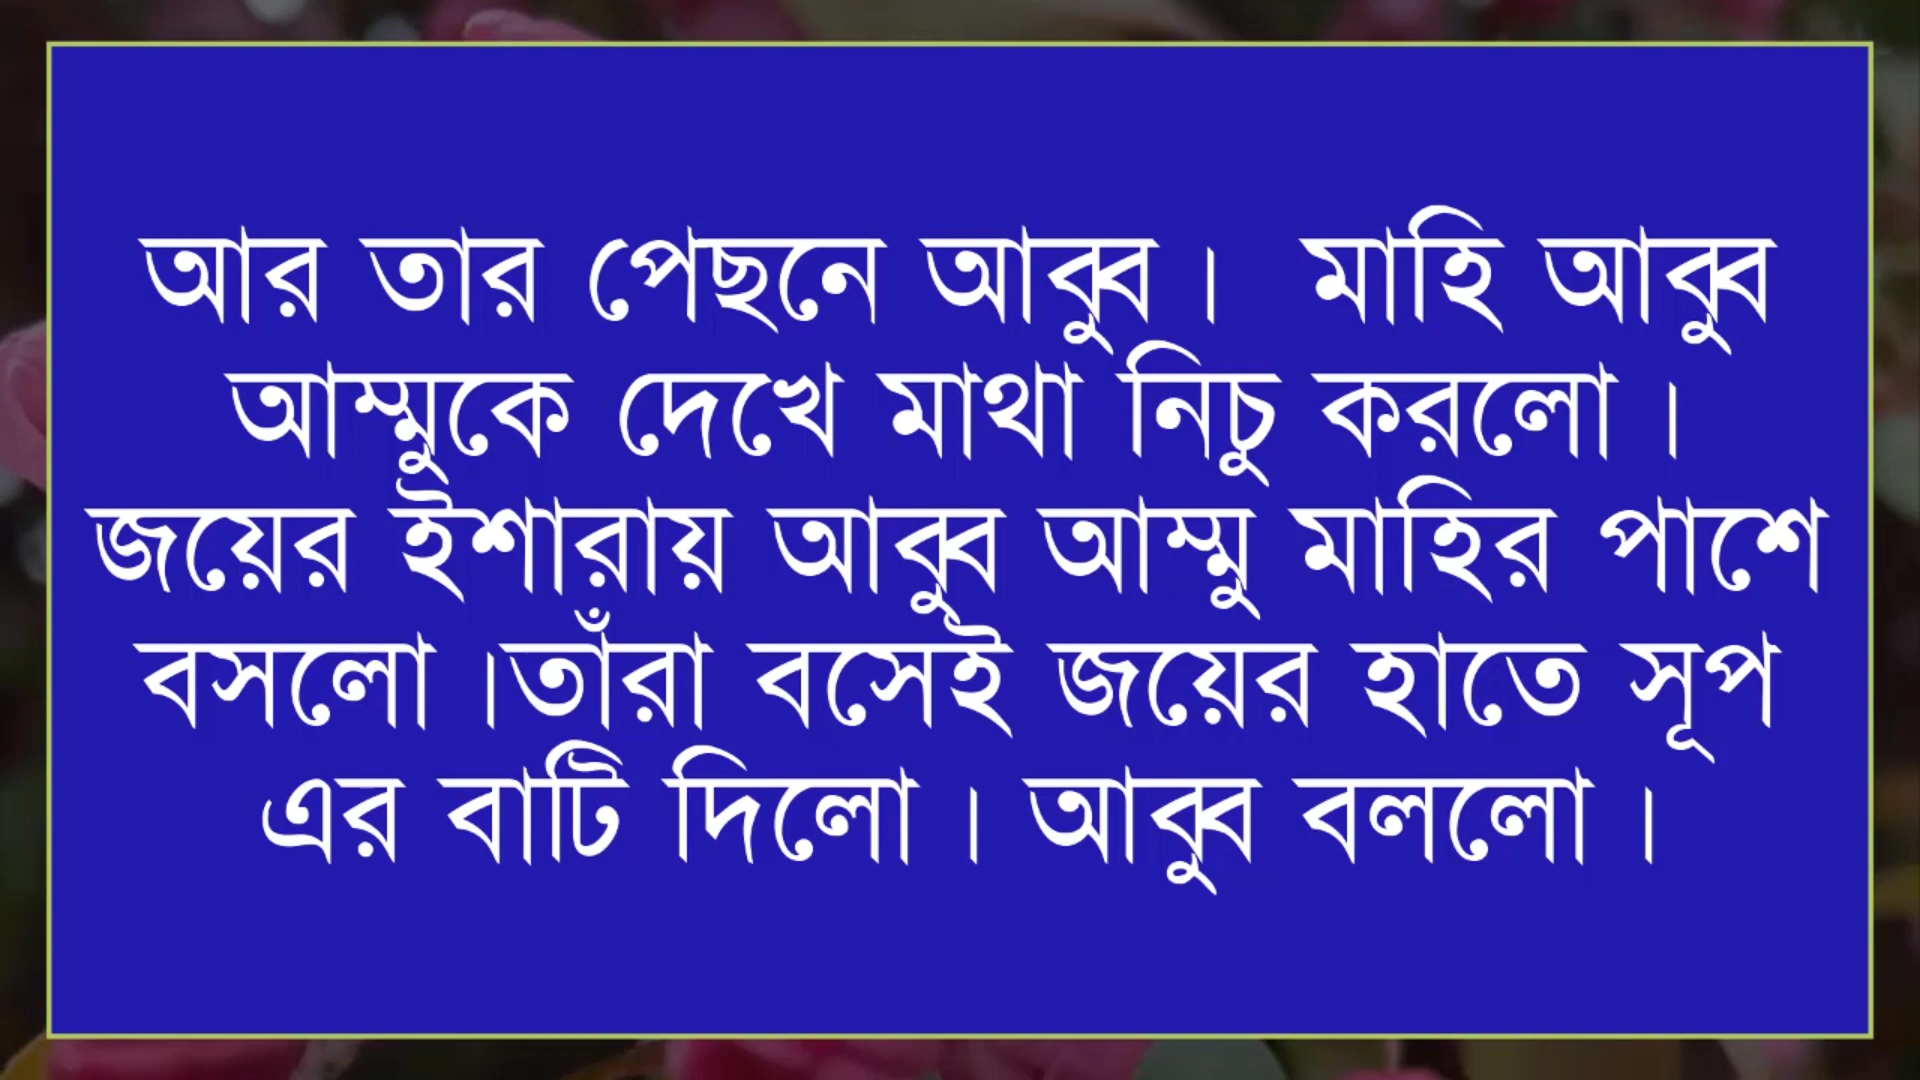 আর তার পেছনে আব্বু।  মাহি আব্বু
আম্মুকে দেখে মাথা নিচু করলো ।
জয়ের ইশারায় আব্বু আম্মু মাহির পাশে
বসলো ।তাঁরা বসেই জয়ের হাতে সূপ
এর বাটি দিলো । আব্বু বললো ।